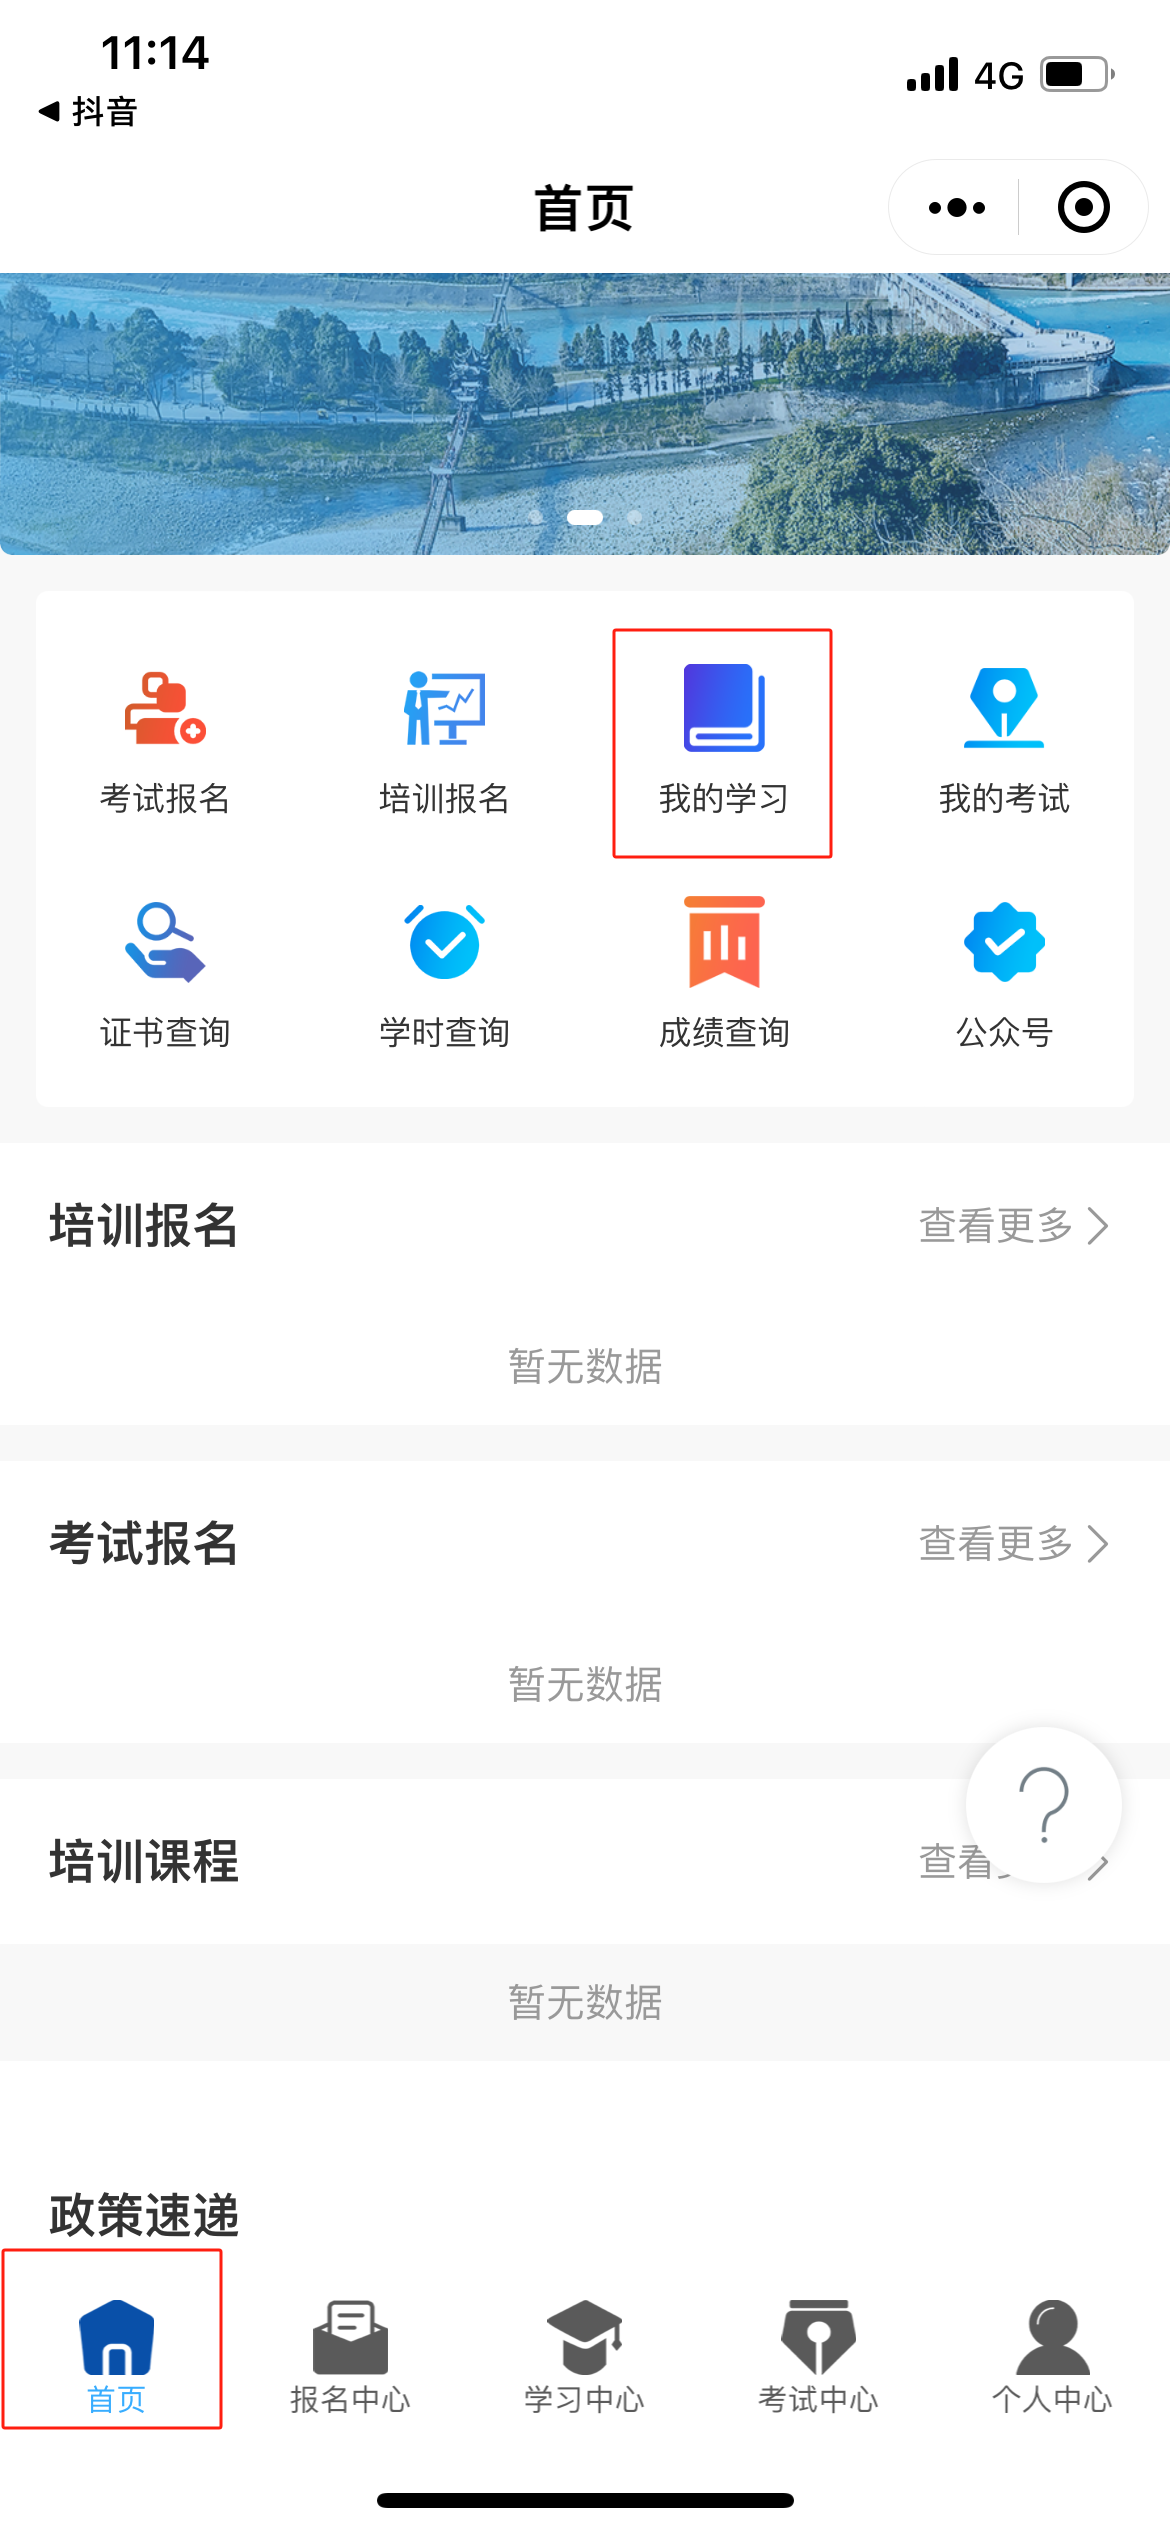 11:14
4G
◀ 抖音
首页
考试报名
培训报名
我的学习
我的考试
证书查询
学时查询
成绩查询
公众号
培训报名
查看更多
暂无数据
考试报名
查看更多
暂无数据
培训课程
查看
暂无数据
政策速递
首页
报名中心
学习中心
考试中心
个人中心